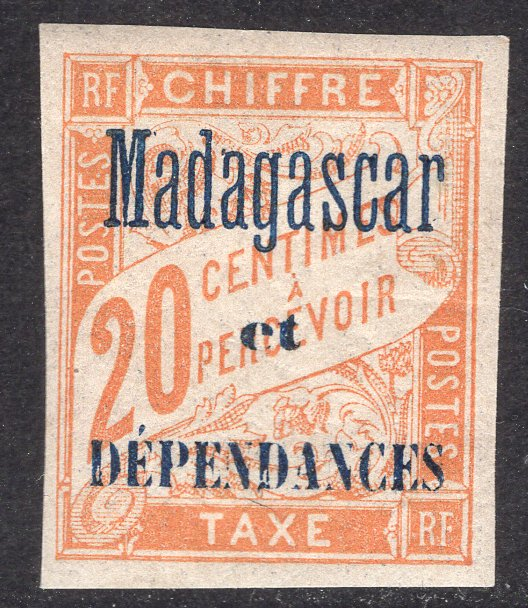 RF CHIFFRE
POSTES
Madagascar
CENTIMES
À
20 PERCEVOIR
et
POSTES
DÉPENDANCES
TAXE RF